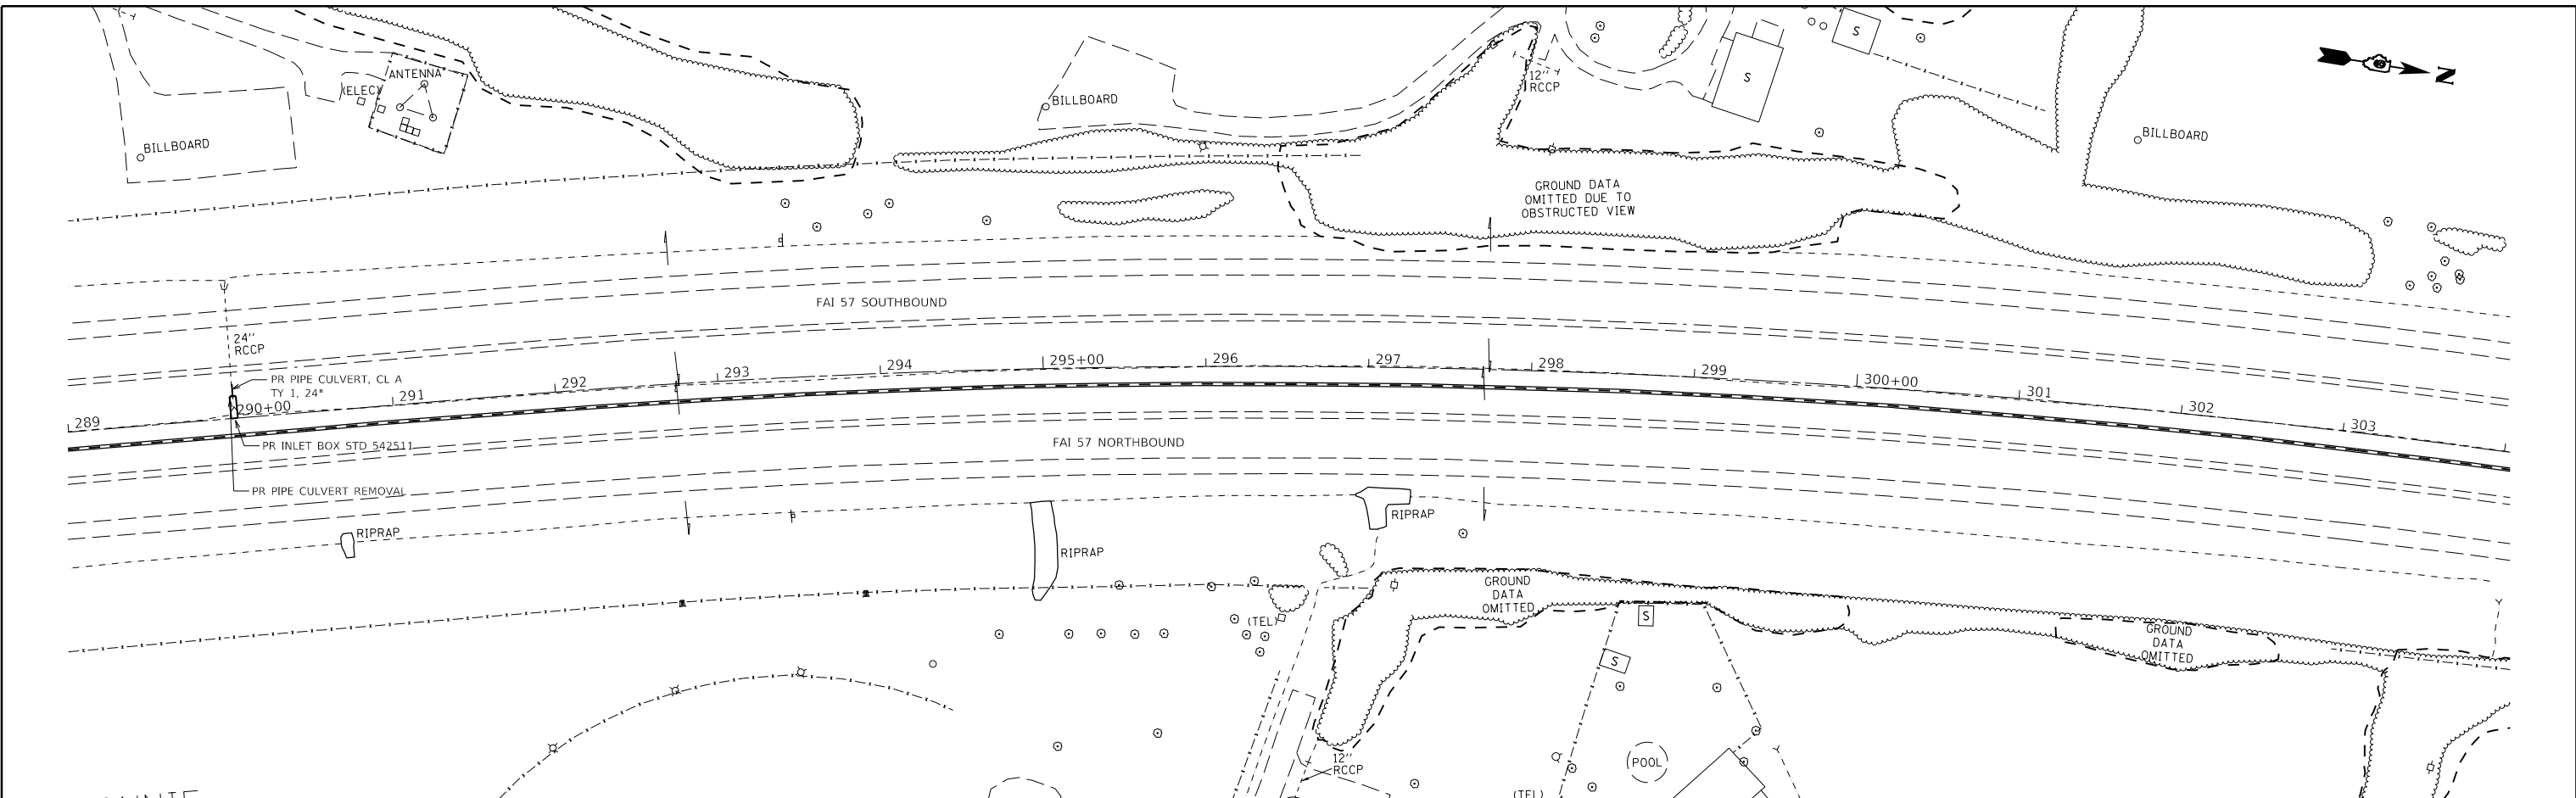 ANTENNA
(ELEC)
BILLBOARD
BILLBOARD
12''
RCCP
S
S
BILLBOARD
N
GROUND DATA
OMITTED DUE TO
OBSTRUCTED VIEW
FAI 57 SOUTHBOUND
24''
RCCP
PR PIPE CULVERT, CL A
TY 1, 24"
289
290+00
291
292
293
294
295+00
296
297
298
299
300+00
301
302
303
PR INLET BOX STD 542511
FAI 57 NORTHBOUND
PR PIPE CULVERT REMOVAL
RIPRAP
RIPRAP
RIPRAP
GROUND
DATA
OMITTED
(TEL)
S
S
GROUND
DATA
OMITTED
12''
RCCP
POOL
(TEL)